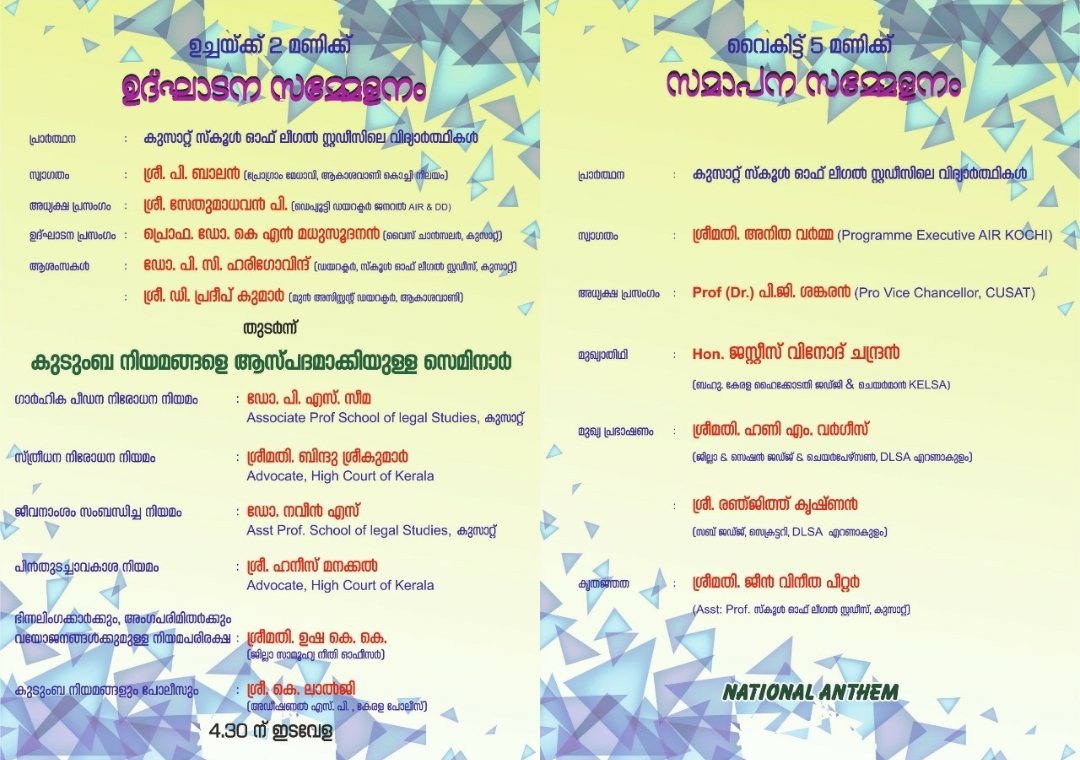 ഉച്ചയ്ക്ക് 2 മണിക്ക്
ഉദ്ഘാടന സമ്മേളനം
പ്രാർത്ഥന : കുസാറ്റ് സ്കൂൾ ഓഫ് ലീഗൽ സ്റ്റഡീസിലെ വിദ്യാർത്ഥികൾ
സ്വാഗതം : ശ്രീ. പി. ബാലൻ (പ്രോഗ്രാം മേധാവി, ആകാശവാണി കൊച്ചി നിലയം)
അധ്യക്ഷ പ്രസംഗം : ശ്രീ. സേതുമാധവൻ പി. (ഡെപ്യൂട്ടി ഡയറക്ടർ ജനറൽ AIR & DD)
ഉദ്ഘാടന പ്രസംഗം : പ്രൊഫ. ഡോ. കെ എൻ മധുസൂദനൻ (വൈസ് ചാൻസലർ, കുസാറ്റ്)
ആശംസകൾ : ഡോ. പി. സി. ഹരിഗോവിന്ദ് (ഡയറക്ടർ, സ്കൂൾ ഓഫ് ലീഗൽ സ്റ്റഡീസ്, കുസാറ്റ്)
: ശ്രീ. ഡി. പ്രദീപ് കുമാർ (മുൻ അസിസ്റ്റന്റ് ഡയറക്ടർ, ആകാശവാണി)
തുടർന്ന്
കുടുംബ നിയമങ്ങളെ ആസ്പദമാക്കിയുള്ള സെമിനാർ
ഗാർഹിക പീഡന നിരോധന നിയമം : ഡോ. പി. എസ്. സീമ
Associate Prof School of legal Studies, കുസാറ്റ്
സ്ത്രീധന നിരോധന നിയമം : ശ്രീമതി. ബിന്ദു ശ്രീകുമാർ
Advocate, High Court of Kerala
ജീവനാംശം സംബന്ധിച്ച നിയമം : ഡോ. നവീൻ എസ്
Asst Prof. School of legal Studies, കുസാറ്റ്
പിൻതുടച്ചാവകാശ നിയമം : ശ്രീ. ഹനീസ് മനക്കൽ
Advocate, High Court of Kerala
ഭിന്നലിംഗക്കാർക്കും, അംഗപരിമിതർക്കും
വയോജനങ്ങൾക്കുമുള്ള നിയമപരിരക്ഷ : ശ്രീമതി. ഉഷ കെ. കെ.
(ജില്ലാ സാമൂഹ്യ നീതി ഓഫീസർ)
കുടുംബ നിയമങ്ങളും പോലീസും : ശ്രീ. കെ. ലാൽജി
(അഡീഷണൽ എസ്. പി. , കേരള പോലീസ്)
4.30 ന് ഇടവേള
വൈകിട്ട് 5 മണിക്ക്
സമാപന സമ്മേളനം
പ്രാർത്ഥന : കുസാറ്റ് സ്കൂൾ ഓഫ് ലീഗൽ സ്റ്റഡീസിലെ വിദ്യാർത്ഥികൾ
സ്വാഗതം : ശ്രീമതി. അനിത വർമ്മ (Programme Executive AIR KOCHI)
അധ്യക്ഷ പ്രസംഗം : Prof (Dr.) പി.ജി. ശങ്കരൻ (Pro Vice Chancellor, CUSAT)
മുഖ്യാതിഥി : Hon. ജസ്റ്റീസ് വിനോദ് ചന്ദ്രൻ
(ബഹു. കേരള ഹൈക്കോടതി ജഡ്ജി & ചെയർമാൻ KELSA)
മുഖ്യ പ്രഭാഷണം : ശ്രീമതി. ഹണി എം. വർഗീസ്
(ജില്ലാ & സെഷൻ ജഡ്ജ് & ചെയർപേഴ്സൺ, DLSA എറണാകുളം)
: ശ്രീ. രഞ്ജിത്ത് കൃഷ്ണൻ
(സബ് ജഡ്ജ്, സെക്രട്ടറി, DLSA എറണാകുളം)
കൃതജ്ഞത : ശ്രീമതി. ജീൻ വിനീത പീറ്റർ
(Asst: Prof. സ്കൂൾ ഓഫ് ലീഗൽ സ്റ്റഡീസ്, കുസാറ്റ്)
NATIONAL ANTHEM